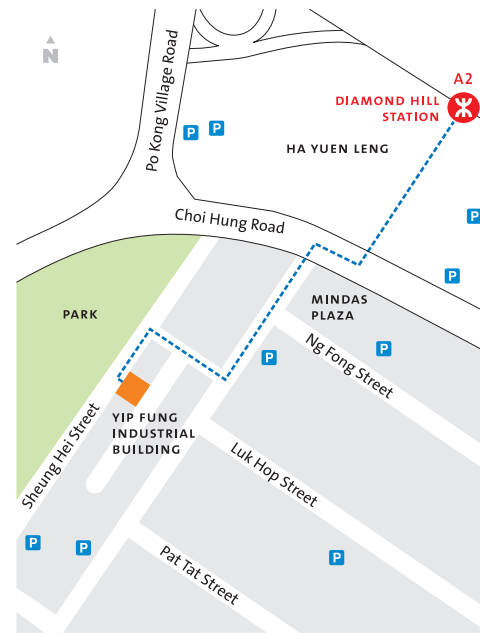 N
Po Kong Village Road
A2
DIAMOND HILL
STATION
P
P
HA YUEN LENG
P
Choi Hung Road
P
MINDAS
PLAZA
PARK
Ng Fong Street
P
P
YIP FUNG
INDUSTRIAL
BUILDING
Sheung Hei Street
Luk Hop Street
P
P
P
Pat Tat Street